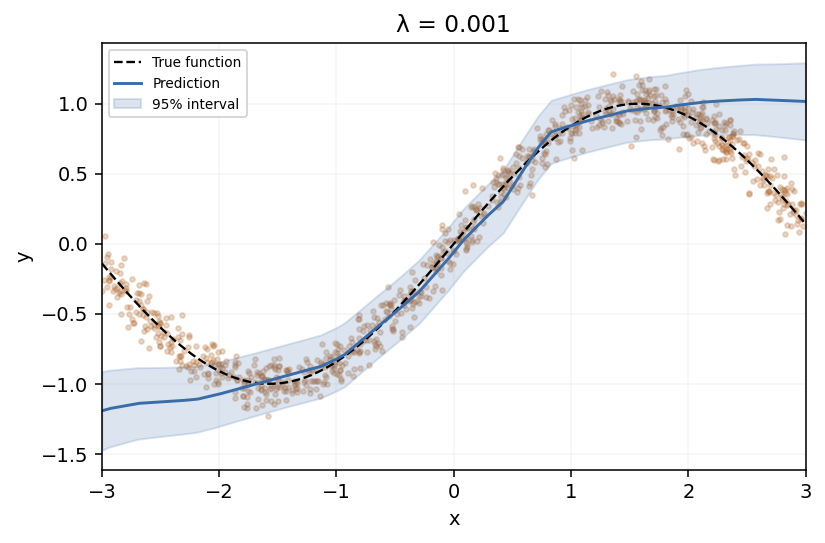 λ = 0.001
True function
Prediction
95% interval
y
1.0
0.5
0.0
−0.5
−1.0
−1.5
−3 −2 −1 0 1 2 3
x